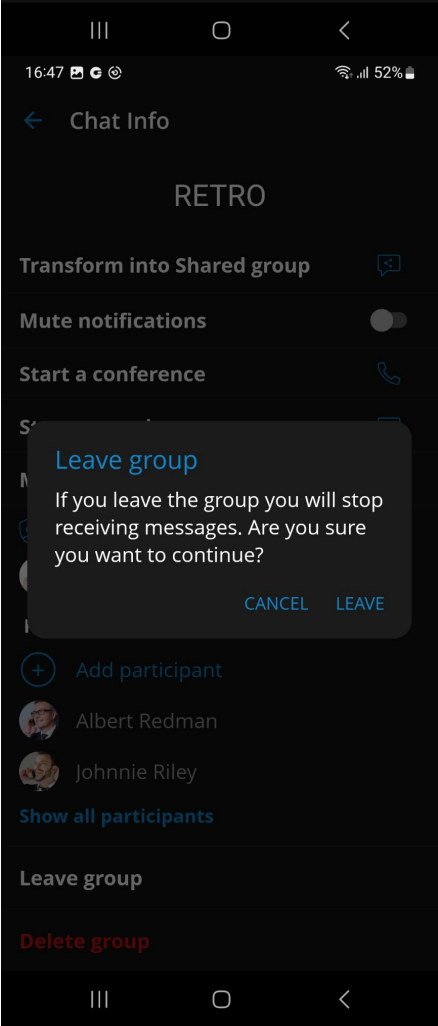 16:47
52%
Chat Info
RETRO
Transform into Shared group
Mute notifications
Start a conference
Leave group
If you leave the group you will stop
receiving messages. Are you sure
you want to continue?
CANCEL LEAVE
Add participant
Albert Redman
Johnnie Riley
Show all participants
Leave group
Delete group